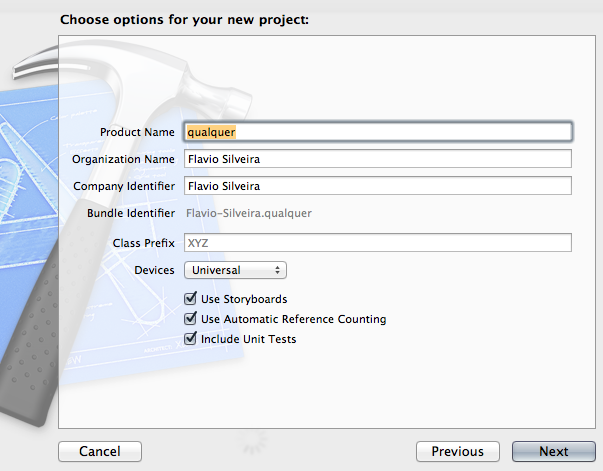 Choose options for your new project:
Product Name qualquer
Organization Name Flavio Silveira
Company Identifier Flavio Silveira
Bundle Identifier Flavio-Silveira.qualquer
Class Prefix XYZ
Devices Universal
Use Storyboards
Use Automatic Reference Counting
Include Unit Tests
Cancel Previous Next